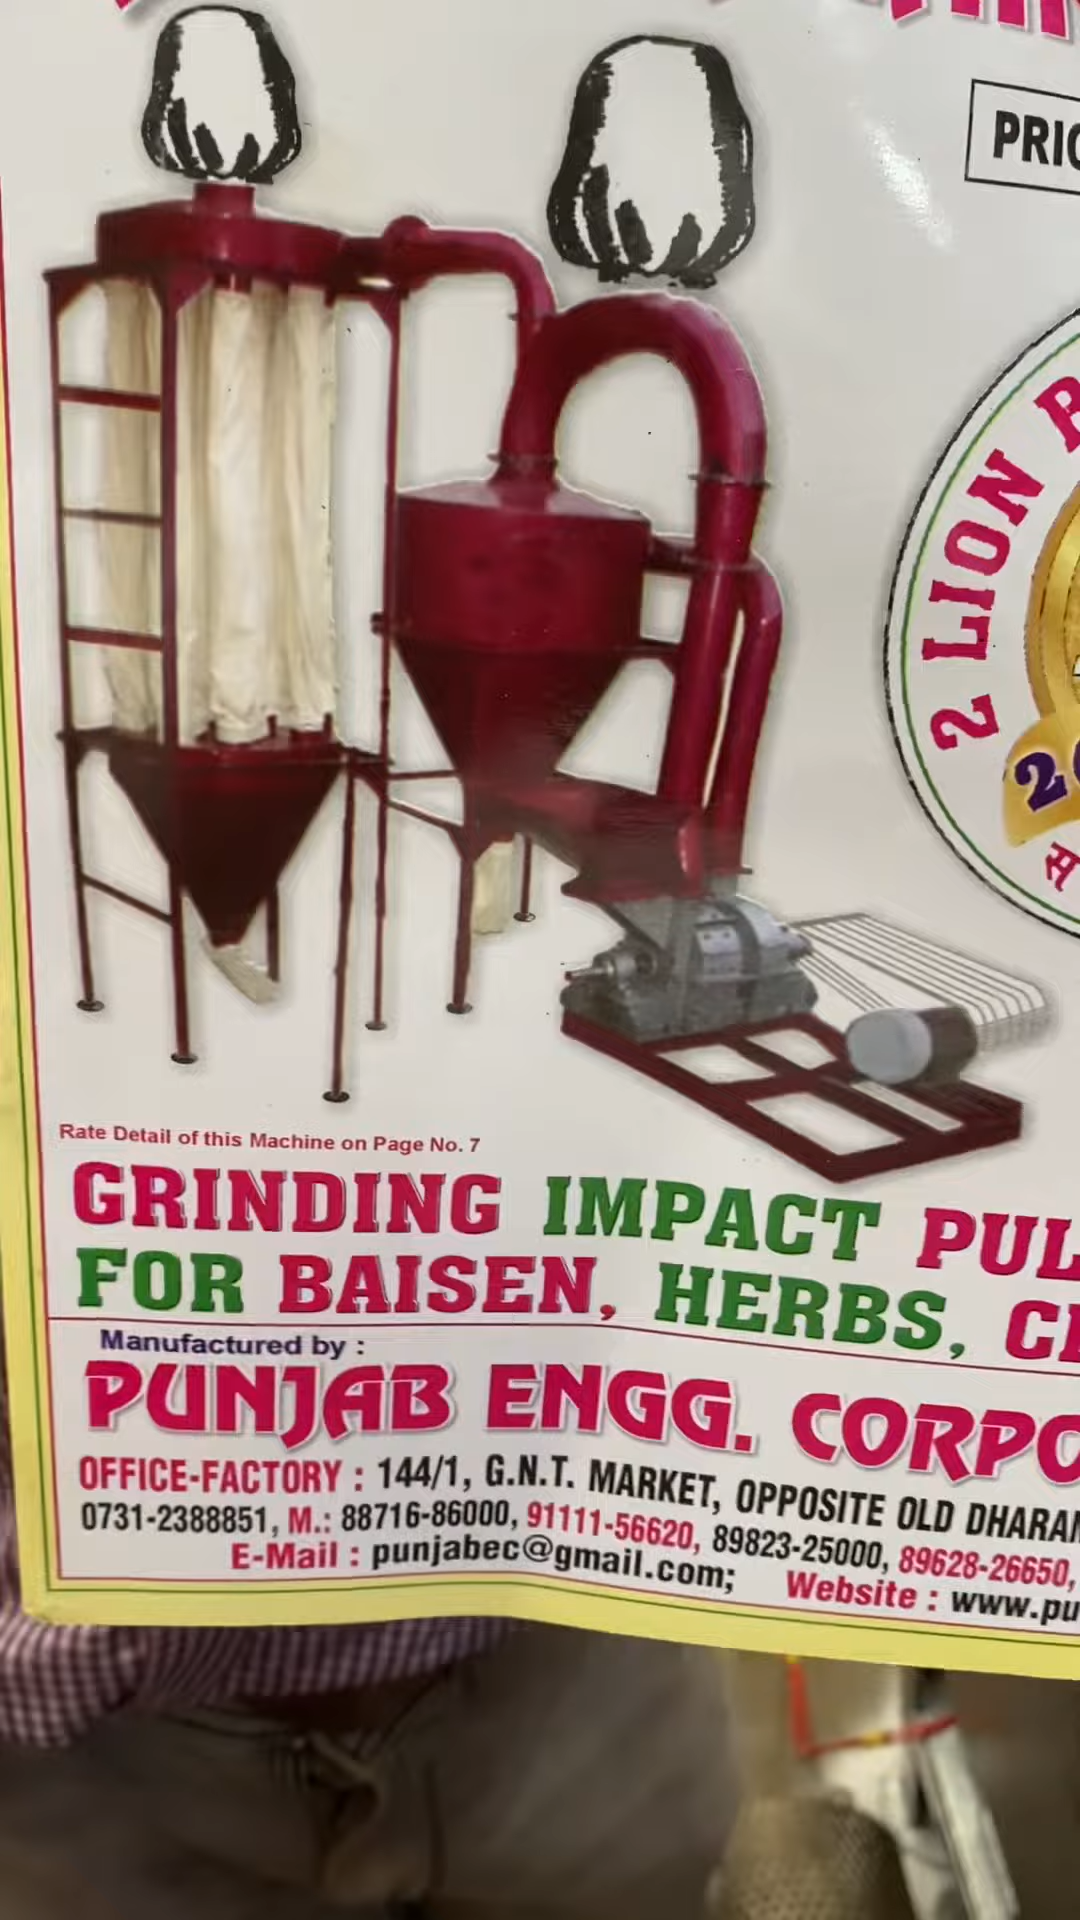 PRIC
2 LION
Rate Detail of this Machine on Page No. 7
GRINDING IMPACT PUL
FOR BAISEN, HERBS,
Manufactured by :
PUNJAB ENGG. CORPO
OFFICE-FACTORY : 144/1, G.N.T. MARKET, OPPOSITE OLD DHARAM
0731-2388851, M.: 88716-86000, 91111-56620, 89823-25000, 89628-26650,
E-Mail : punjabec@gmail.com; Website : www.pu